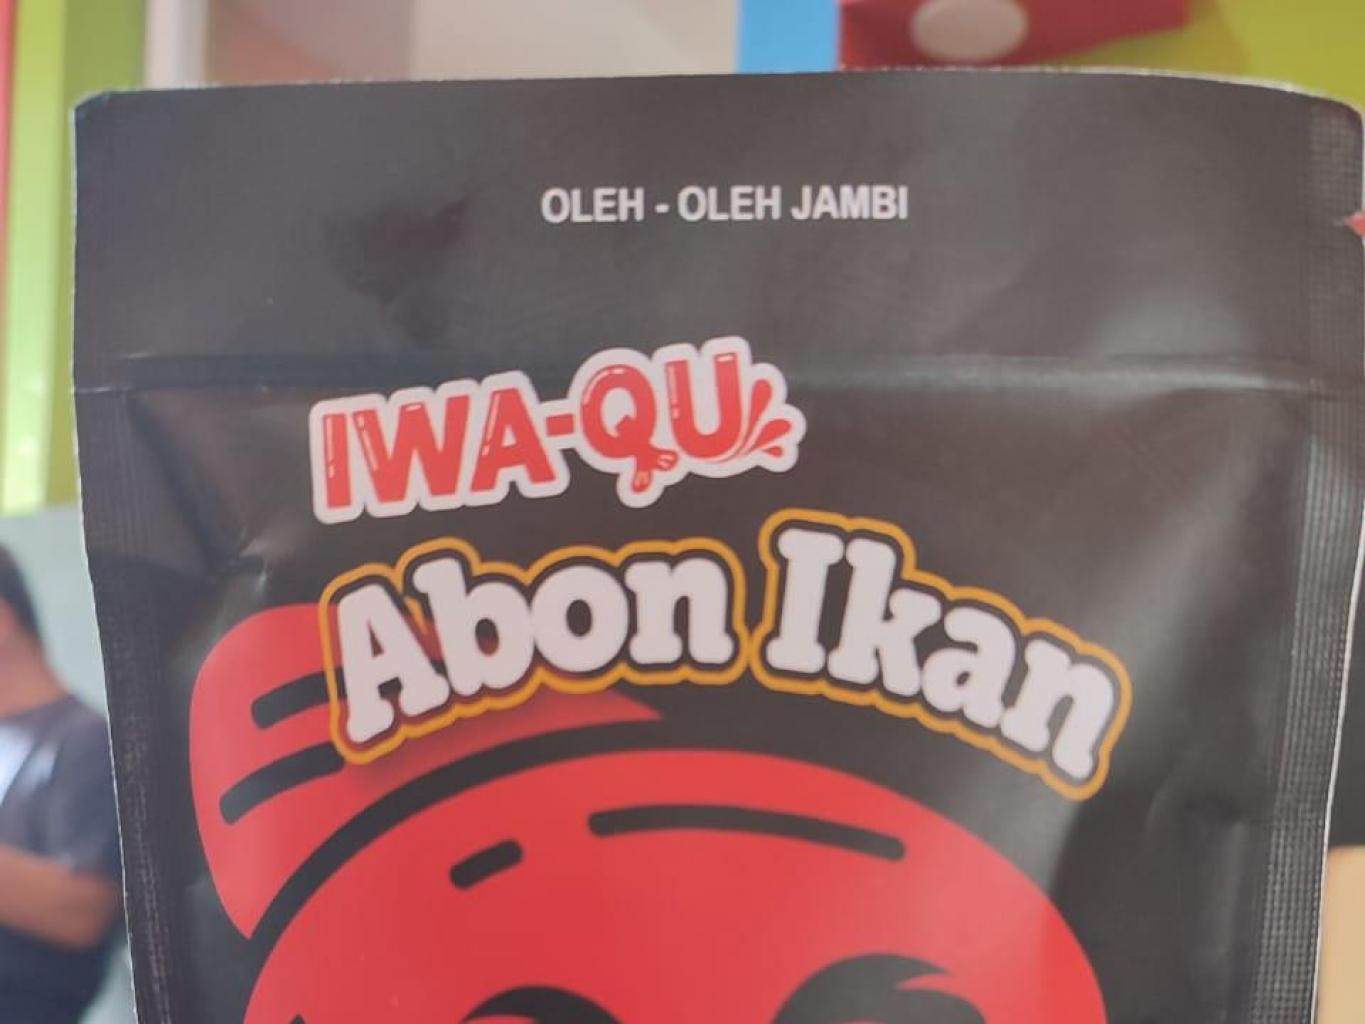 OLEH - OLEH JAMBI
IWA-QU
Abon Ikan